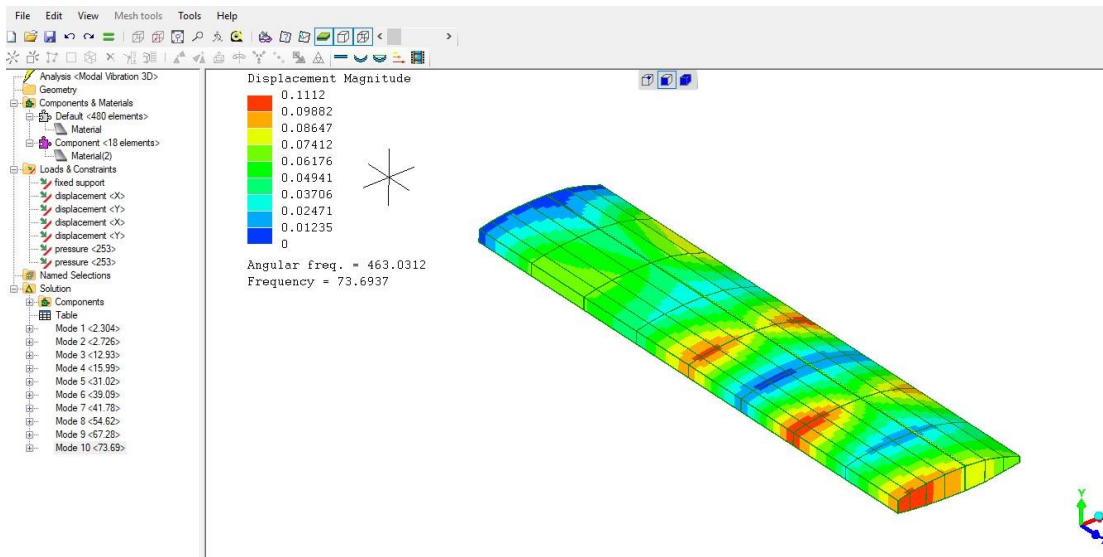 File Edit View Mesh tools Tools Help
Analysis <Modal Vibration 3D>
Geometry
Components & Materials
Default <480 elements>
Material
Component <18 elements>
Material(2)
Loads & Constraints
fixed support
displacement <X>
displacement <Y>
displacement <X>
displacement <Y>
pressure <253>
pressure <253>
Named Selections
Solution
Components
Table
Mode 1 <2.304>
Mode 2 <2.726>
Mode 3 <12.93>
Mode 4 <15.99>
Mode 5 <31.02>
Mode 6 <39.09>
Mode 7 <41.78>
Mode 8 <54.62>
Mode 9 <67.28>
Mode 10 <73.69>
Displacement Magnitude
0.1112
0.09882
0.08647
0.07412
0.06176
0.04941
0.03706
0.02471
0.01235
0
Angular freq. = 463.0312
Frequency = 73.6937
Y